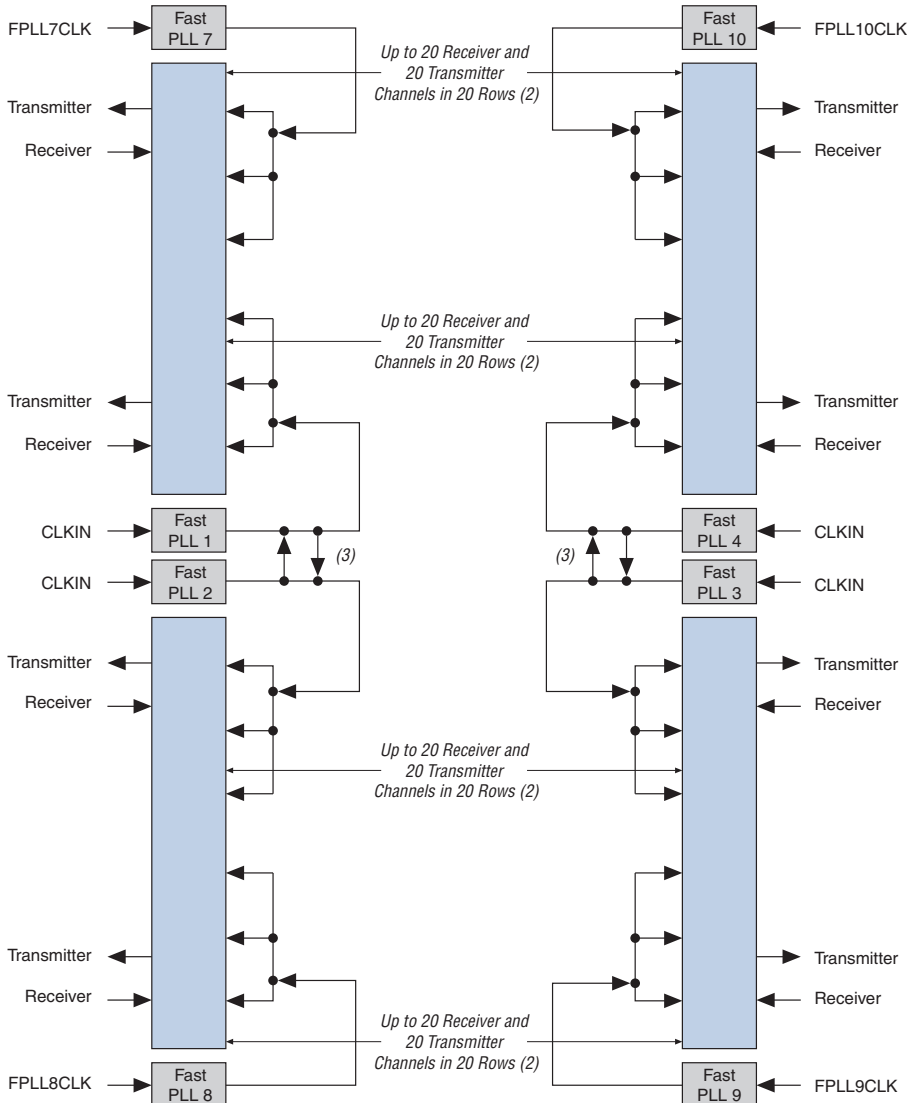 FPLL7CLK
Fast
PLL 7
Fast
PLL 10
FPLL10CLK
Up to 20 Receiver and
20 Transmitter
Channels in 20 Rows (2)
Transmitter
Transmitter
Receiver
Receiver
Up to 20 Receiver and
20 Transmitter
Channels in 20 Rows (2)
Transmitter
Transmitter
Receiver
Receiver
CLKIN
Fast
PLL 1
(3)
(3)
Fast
PLL 4
CLKIN
CLKIN
Fast
PLL 2
Fast
PLL 3
CLKIN
Transmitter
Transmitter
Receiver
Receiver
Up to 20 Receiver and
20 Transmitter
Channels in 20 Rows (2)
Transmitter
Transmitter
Receiver
Receiver
Up to 20 Receiver and
20 Transmitter
Channels in 20 Rows (2)
FPLL8CLK
Fast
PLL 8
Fast
PLL 9
FPLL9CLK